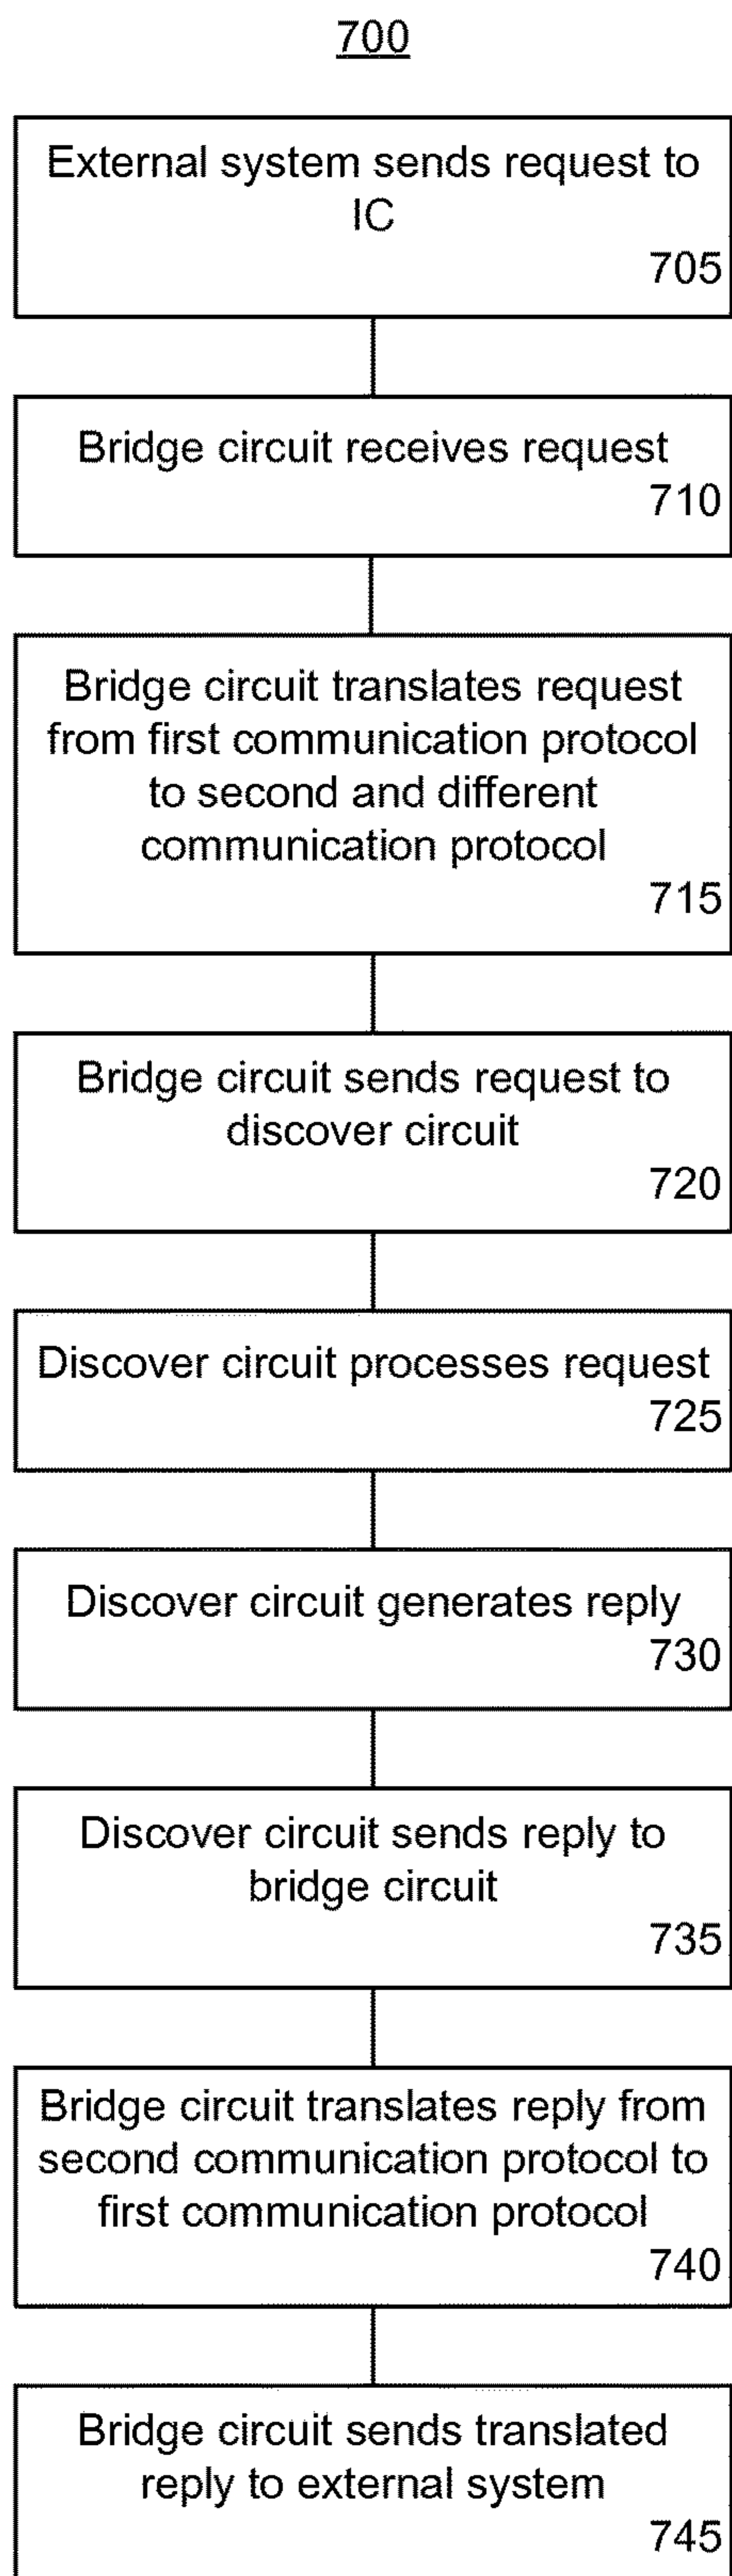 700
External system sends request to
IC
705
Bridge circuit receives request
710
Bridge circuit translates request
from first communication protocol
to second and different
communication protocol
715
Bridge circuit sends request to
discover circuit
720
Discover circuit processes request
725
Discover circuit generates reply
730
Discover circuit sends reply to
bridge circuit
735
Bridge circuit translates reply from
second communication protocol to
first communication protocol
740
Bridge circuit sends translated
reply to external system
745